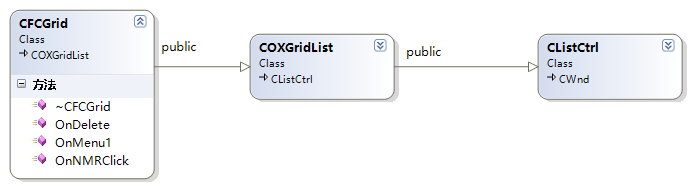 CFCGrid
Class
COXGridList
方法
~CFCGrid
OnDelete
OnMenu1
OnNMRClick
public
COXGridList
Class
CListCtrl
public
CListCtrl
Class
CWnd